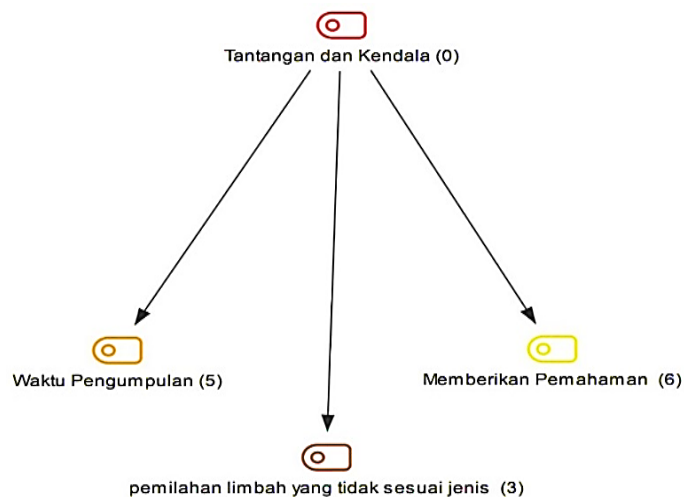 Tantangan dan Kendala (0)
Waktu Pengumpulan (5)
Memberikan Pemahaman (6)
pemilahan limbah yang tidak sesuai jenis (3)